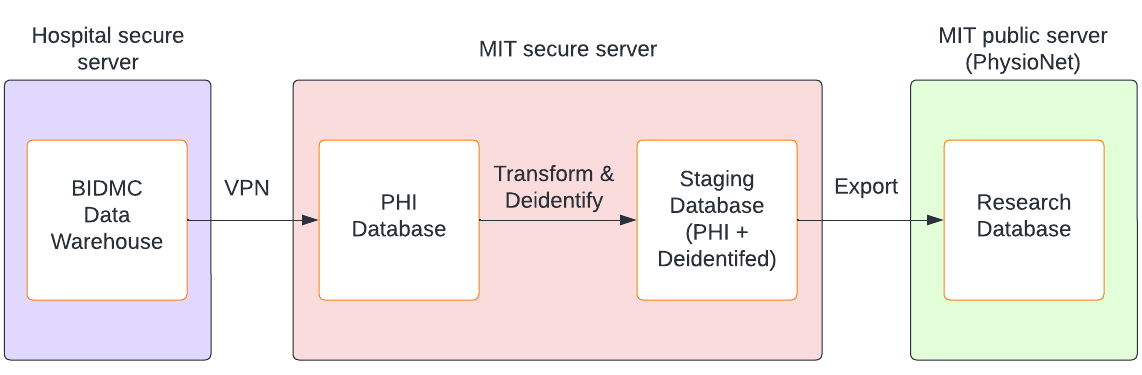 Hospital secure
server
MIT secure server
MIT public server
(PhysioNet)
BIDMC
Data
Warehouse
VPN
PHI
Database
Transform &
Deidentify
Staging
Database
(PHI +
Deidentifed)
Export
Research
Database